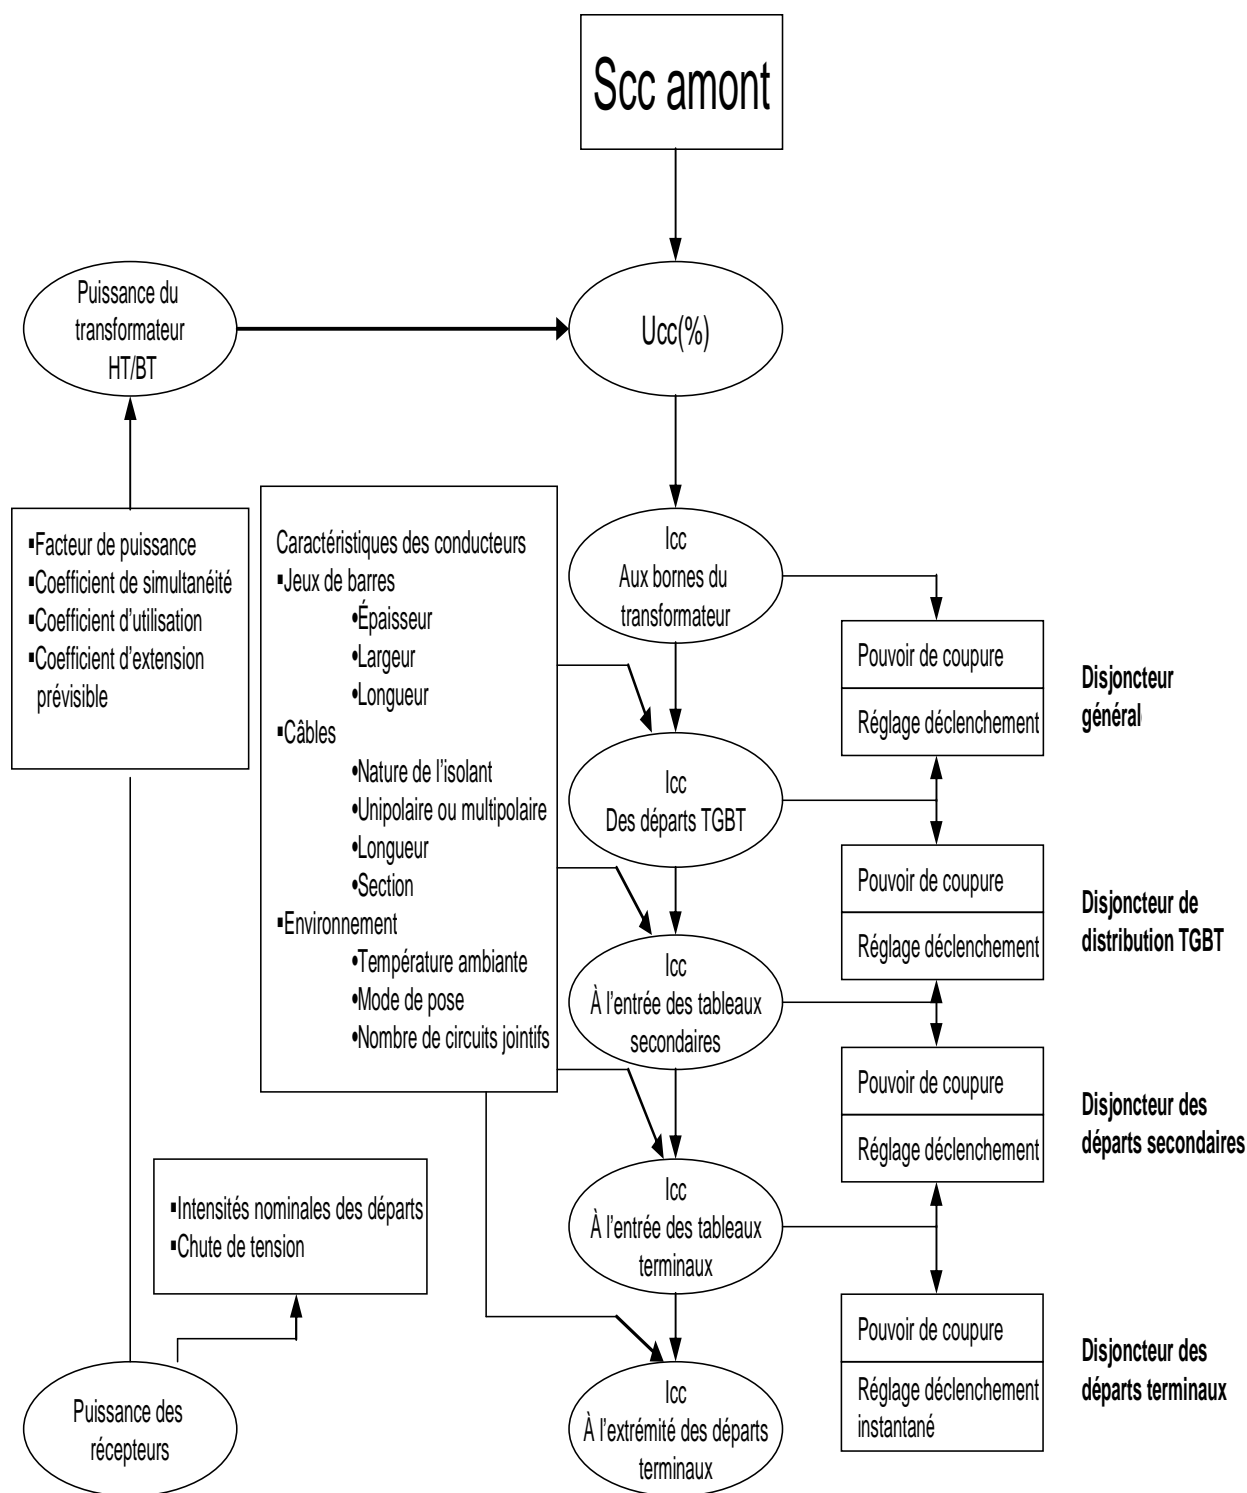 Scc amont
Puissance du
transformateur
HT/BT
Ucc(%)
▪Facteur de puissance
▪Coefficient de simultanéité
▪Coefficient d’utilisation
▪Coefficient d’extension
prévisible
Caractéristiques des conducteurs
▪Jeux de barres
•Épaisseur
•Largeur
•Longueur
▪Câbles
•Nature de l’isolant
•Unipolaire ou multipolaire
•Longueur
•Section
▪Environnement
•Température ambiante
•Mode de pose
•Nombre de circuits jointifs
Icc
Aux bornes du
transformateur
Pouvoir de coupure
Réglage déclenchement
Disjoncteur
général
Icc
Des départs TGBT
Pouvoir de coupure
Réglage déclenchement
Disjoncteur de
distribution TGBT
Icc
À l’entrée des tableaux
secondaires
Pouvoir de coupure
Réglage déclenchement
Disjoncteur des
départs secondaires
▪Intensités nominales des départs
▪Chute de tension
Icc
À l’entrée des tableaux
terminaux
Pouvoir de coupure
Réglage déclenchement
instantané
Disjoncteur des
départs terminaux
Puissance des
récepteurs
Icc
À l’extrémité des départs
terminaux